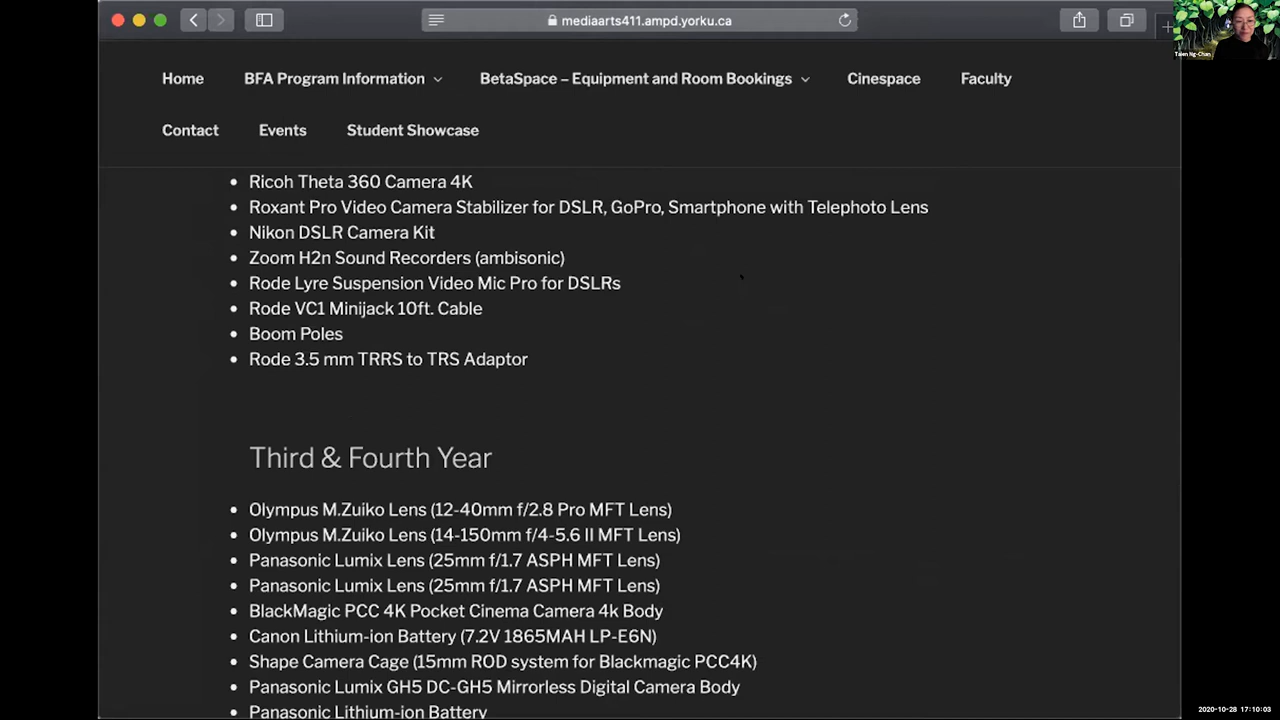 mediaarts411.ampd.yorku.ca
Home BFA Program Information BetaSpace – Equipment and Room Bookings Cinespace Faculty
Contact Events Student Showcase
Ricoh Theta 360 Camera 4K
Roxant Pro Video Camera Stabilizer for DSLR, GoPro, Smartphone with Telephoto Lens
Nikon DSLR Camera Kit
Zoom H2n Sound Recorders (ambisonic)
Rode Lyre Suspension Video Mic Pro for DSLRs
Rode VC1 Minijack 10ft. Cable
Boom Poles
Rode 3.5 mm TRRS to TRS Adaptor
Third & Fourth Year
Olympus M.Zuiko Lens (12-40mm f/2.8 Pro MFT Lens)
Olympus M.Zuiko Lens (14-150mm f/4-5.6 II MFT Lens)
Panasonic Lumix Lens (25mm f/1.7 ASPH MFT Lens)
Panasonic Lumix Lens (25mm f/1.7 ASPH MFT Lens)
BlackMagic PCC 4K Pocket Cinema Camera 4k Body
Canon Lithium-ion Battery (7.2V 1865MAH LP-E6N)
Shape Camera Cage (15mm ROD system for Blackmagic PCC4K)
Panasonic Lumix GH5 DC-GH5 Mirrorless Digital Camera Body
Panasonic Lithium-ion Battery
Taien Ng-Chan
2020-10-28 17:10:03